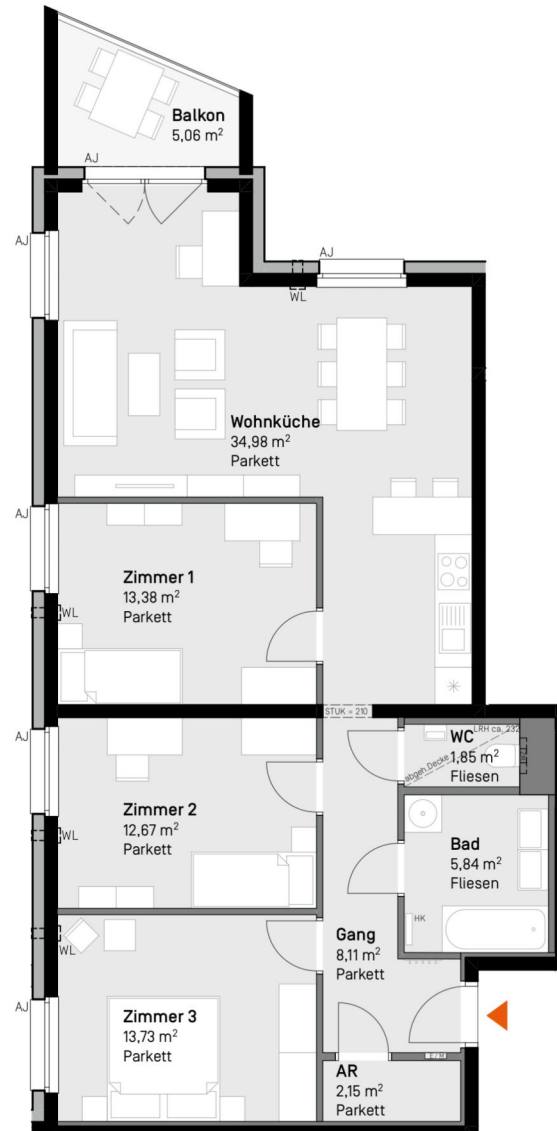 Balkon
5,06 m²
AJ
AJ
AJ
WL
Wohnküche
34,98 m²
Parkett
AJ
Zimmer 1
13,38 m²
Parkett
WL
STUK = 210
AJ
LRH ca. 232
WC
1,85 m²
Fliesen
abgeh. Decke
Zimmer 2
12,67 m²
Parkett
WL
Bad
5,84 m²
Fliesen
HK
WL
Gang
8,11 m²
Parkett
AJ
Zimmer 3
13,73 m²
Parkett
E / M
AR
2,15 m²
Parkett